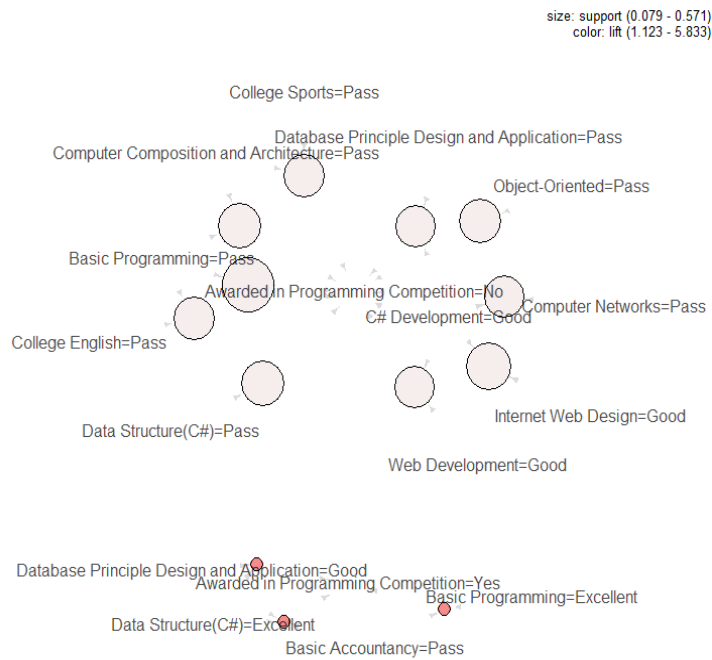 size: support (0.079 - 0.571)
color: lift (1.123 - 5.833)
College Sports=Pass
Database Principle Design and Application=Pass
Computer Composition and Architecture=Pass
Object-Oriented=Pass
Basic Programming=Pass
Awarded in Programming Competition=No
Computer Networks=Pass
C# Development=Good
College English=Pass
Internet Web Design=Good
Data Structure(C#)=Pass
Web Development=Good
Database Principle Design and Application=Good
Awarded in Programming Competition=Yes
Basic Programming=Excellent
Data Structure(C#)=Excellent
Basic Accountancy=Pass